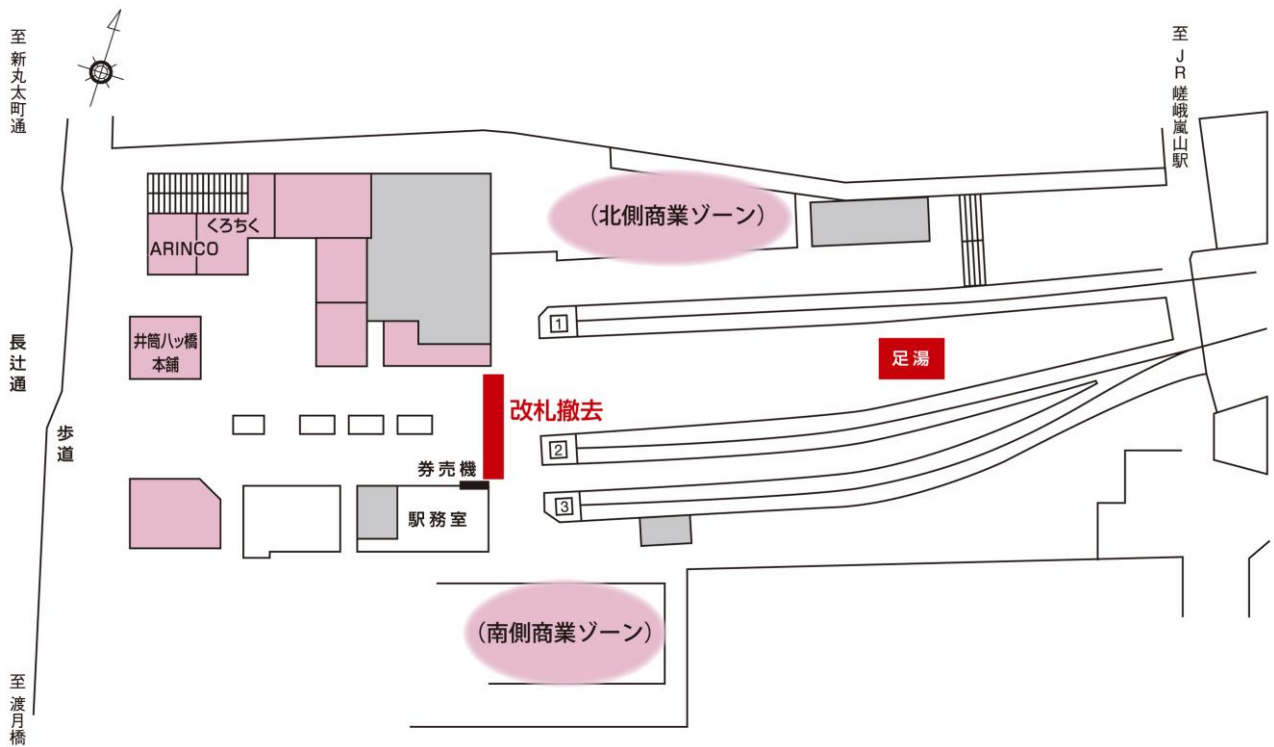 至 新丸太町通
至 JR嵯峨嵐山駅
(北側商業ゾーン)
くろちく
ARINCO
1
井筒八ッ橋
本舗
足湯
長辻通
改札撤去
歩道
2
券売機
3
駅務室
(南側商業ゾーン)
至 渡月橋